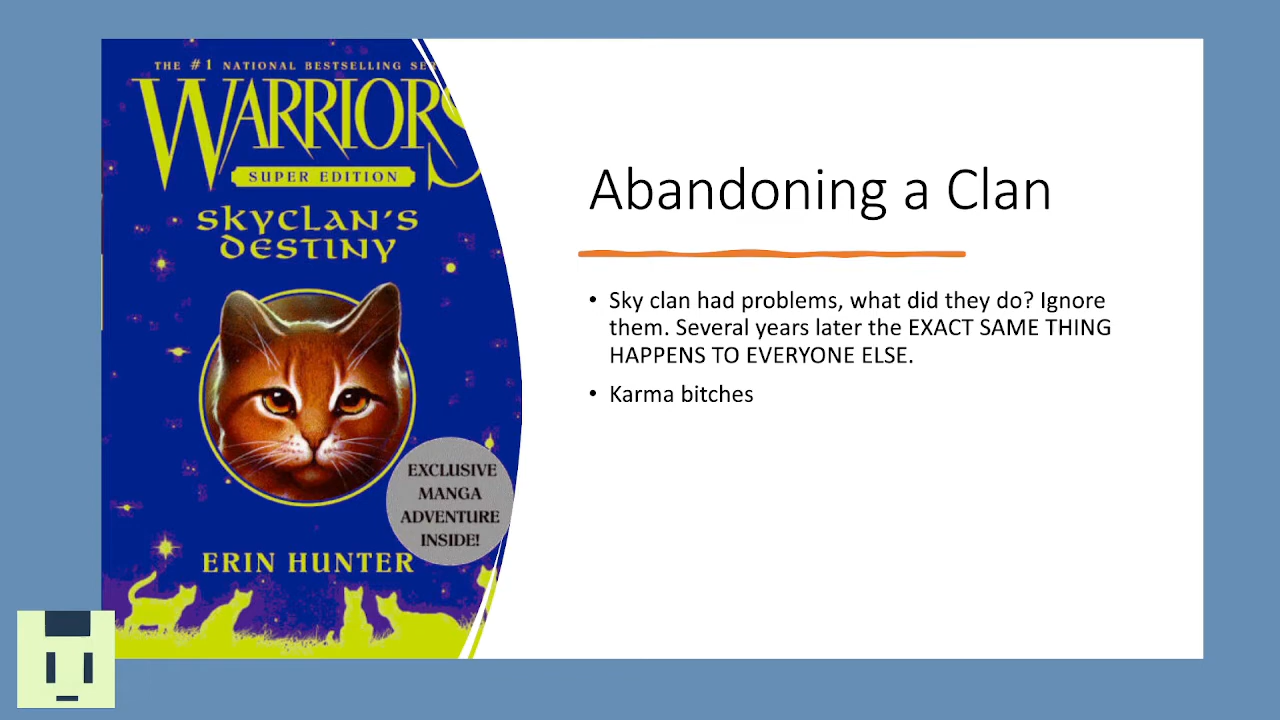 THE #1 NATIONAL BESTSELLING SE
WARRIORS
SUPER EDITION
SKYCLAN'S
DESTINY
EXCLUSIVE
MANGA
ADVENTURE
INSIDE!
ERIN HUNTER
Abandoning a Clan
• Sky clan had problems, what did they do? Ignore
them. Several years later the EXACT SAME THING
HAPPENS TO EVERYONE ELSE.
• Karma bitches